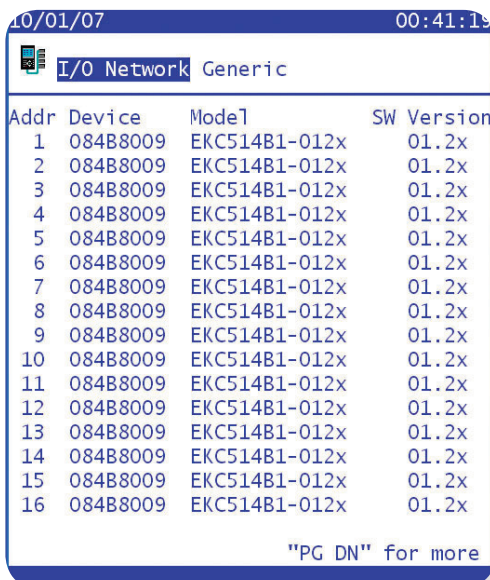 10/01/07 00:41:19
I/O Network Generic
Addr Device Model SW Version
1 084B8009 EKC514B1-012x 01.2x
2 084B8009 EKC514B1-012x 01.2x
3 084B8009 EKC514B1-012x 01.2x
4 084B8009 EKC514B1-012x 01.2x
5 084B8009 EKC514B1-012x 01.2x
6 084B8009 EKC514B1-012x 01.2x
7 084B8009 EKC514B1-012x 01.2x
8 084B8009 EKC514B1-012x 01.2x
9 084B8009 EKC514B1-012x 01.2x
10 084B8009 EKC514B1-012x 01.2x
11 084B8009 EKC514B1-012x 01.2x
12 084B8009 EKC514B1-012x 01.2x
13 084B8009 EKC514B1-012x 01.2x
14 084B8009 EKC514B1-012x 01.2x
15 084B8009 EKC514B1-012x 01.2x
16 084B8009 EKC514B1-012x 01.2x
"PG DN" for more